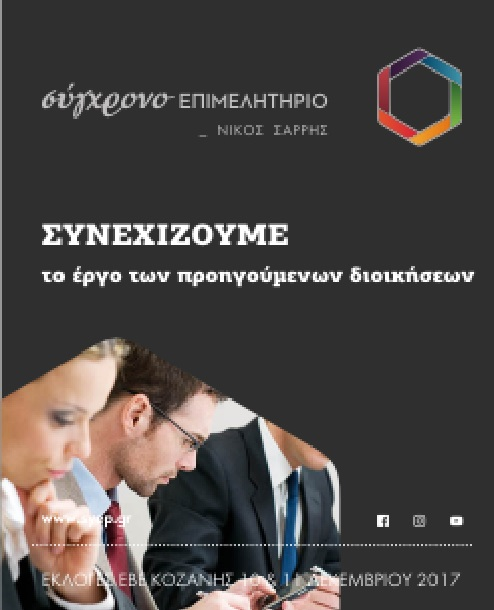 σύγχρονο ΕΠΙΜΕΛΗΤΗΡΙΟ
_ ΝΙΚΟΣ ΣΑΡΡΗΣ
ΣΥΝΕΧΙΖΟΥΜΕ
το έργο των προηγούμενων διοικήσεων
ΕΚΛΟΓΕΣ ΕΒΕ ΚΟΖΑΝΗΣ 10 & 11 ΔΕΚΕΜΒΡΙΟΥ 2017